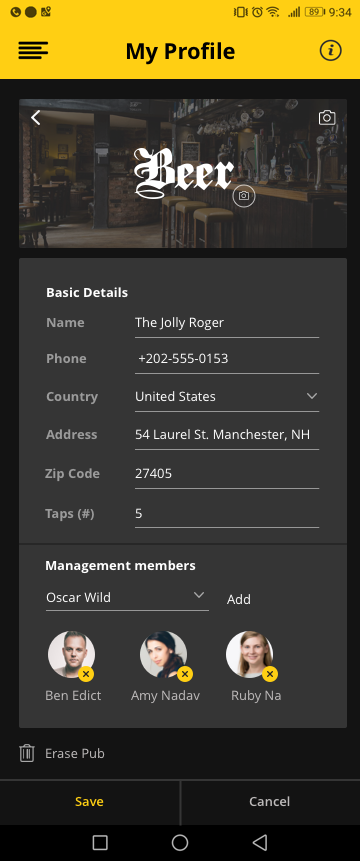 89 9:34
My Profile
Beer
Basic Details
Name The Jolly Roger
Phone +202-555-0153
Country United States
Address 54 Laurel St. Manchester, NH
Zip Code 27405
Taps (#) 5
Management members
Oscar Wild Add
Ben Edict Amy Nadav Ruby Na
Erase Pub
Save Cancel